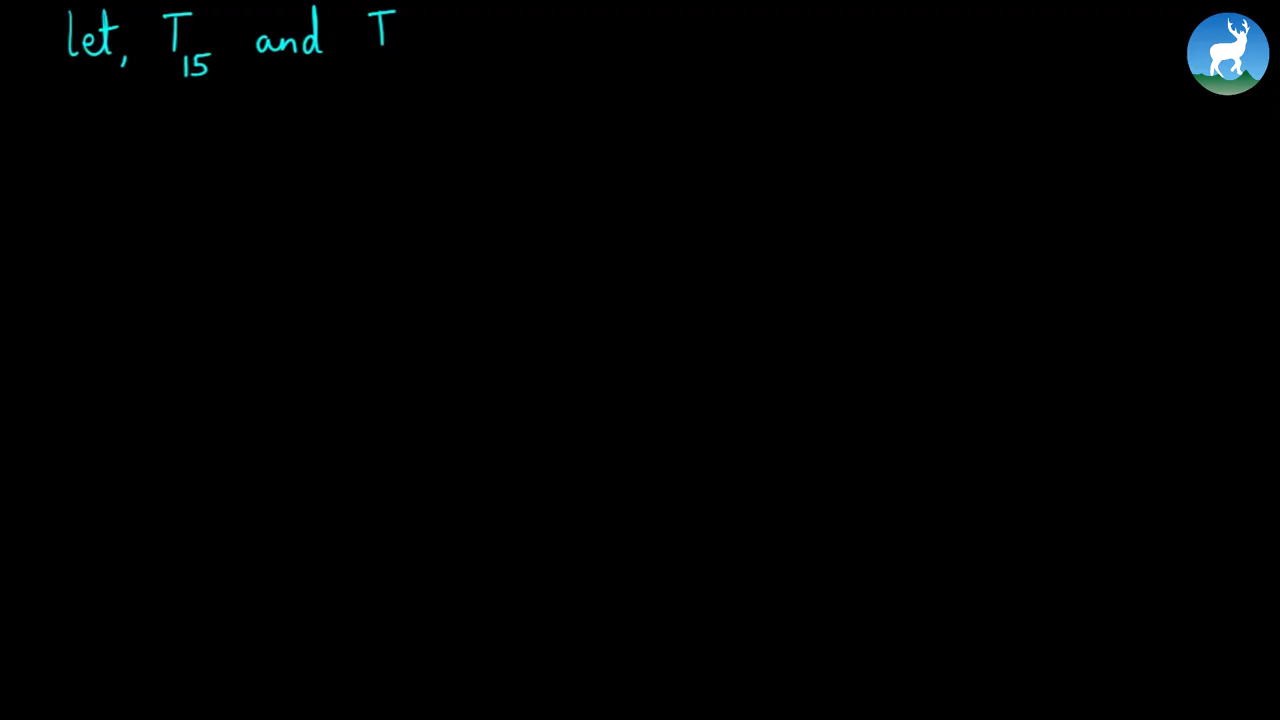 let, T₁₅ and T